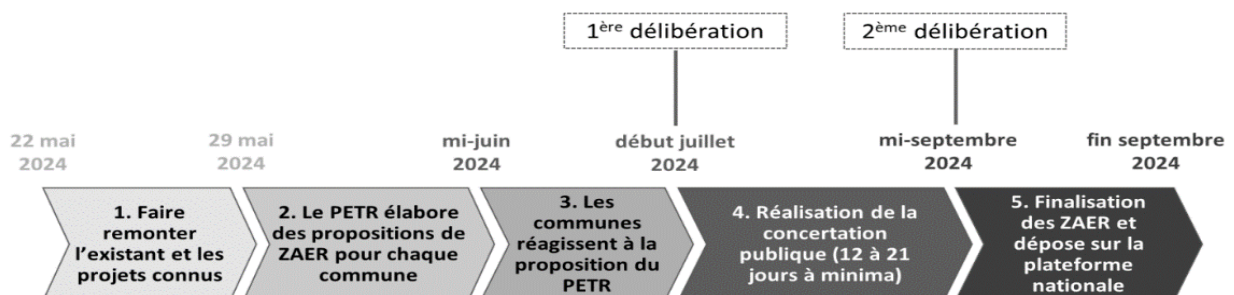 1ère délibération
2ème délibération
22 mai
2024
29 mai
2024
mi-juin
2024
début juillet
2024
mi-septembre
2024
fin septembre
2024
1. Faire
remonter
l'existant et les
projets connus
2. Le PETR élabore
des propositions de
ZAER pour chaque
commune
3. Les
communes
réagissent à la
proposition du
PETR
4. Réalisation de la
concertation
publique (12 à 21
jours à minima)
5. Finalisation
des ZAER et
dépose sur la
plateforme
nationale